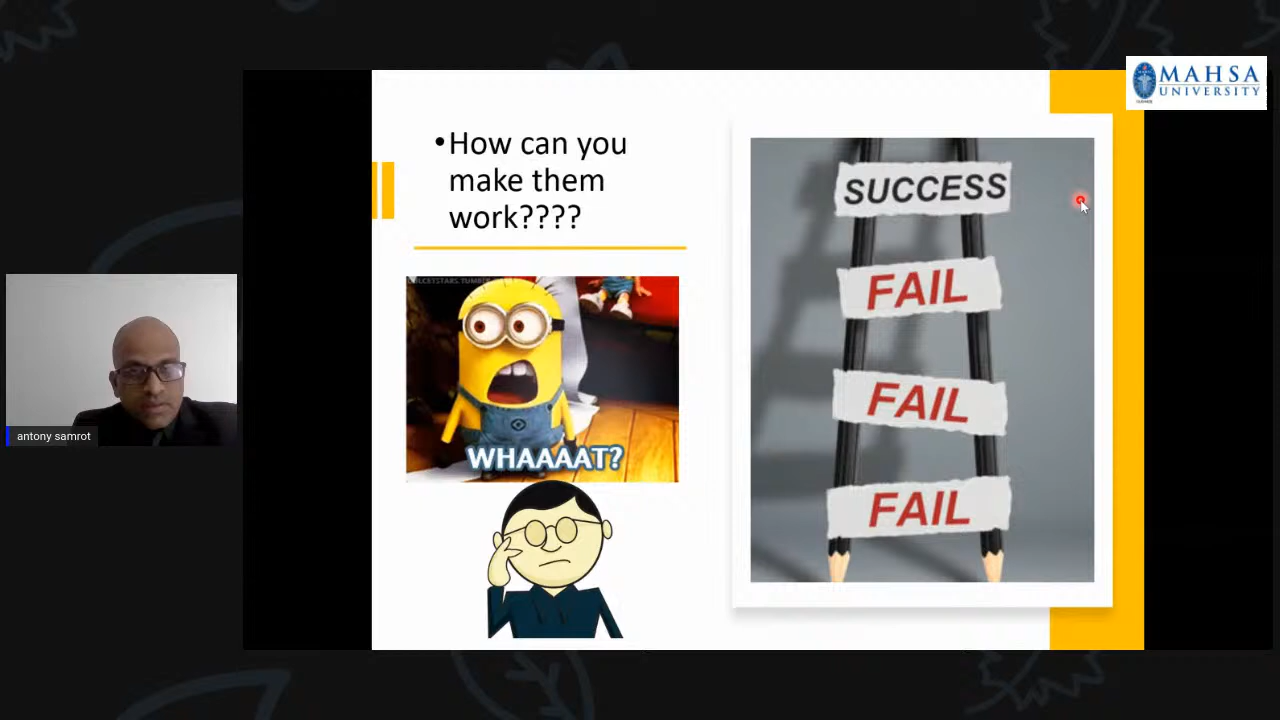 MAHSA
UNIVERSITY
•How can you
make them
work????
SUCCESS
FAIL
FAIL
FAIL
WHAAAAT?
antony samrot